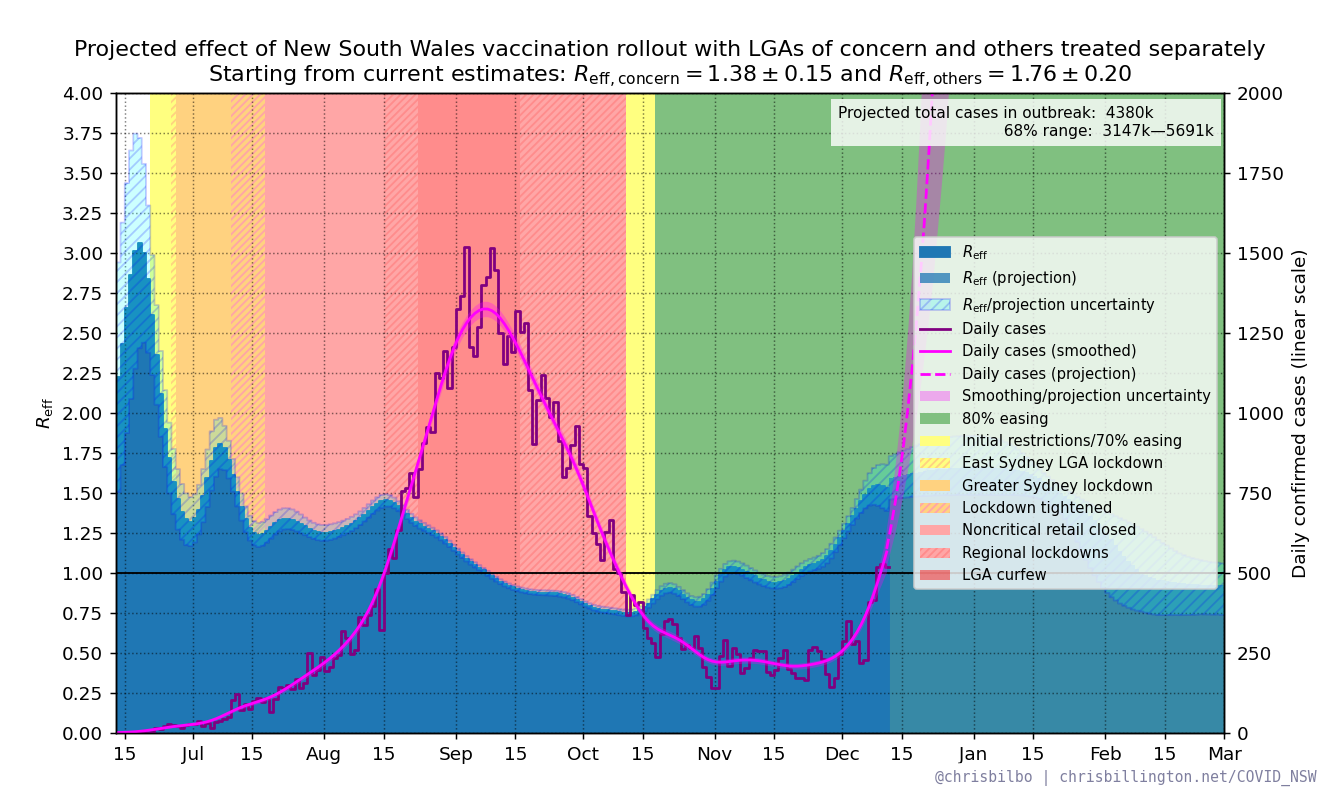 Projected effect of New South Wales vaccination rollout with LGAs of concern and others treated separately
Starting from current estimates: Reff, concern = 1.38 ± 0.15 and Reff, others = 1.76 ± 0.20
Projected total cases in outbreak: 4380k
68% range: 3147k—5691k
4.00
3.75
3.50
3.25
3.00
2.75
2.50
2.25
2.00
1.75
1.50
1.25
1.00
0.75
0.50
0.25
0.00
Reff
2000
1750
1500
1250
1000
750
500
250
0
Daily confirmed cases (linear scale)
Reff
Reff (projection)
Reff/projection uncertainty
Daily cases
Daily cases (smoothed)
Daily cases (projection)
Smoothing/projection uncertainty
80% easing
Initial restrictions/70% easing
East Sydney LGA lockdown
Greater Sydney lockdown
Lockdown tightened
Noncritical retail closed
Regional lockdowns
LGA curfew
15 Jul 15 Aug 15 Sep 15 Oct 15 Nov 15 Dec 15 Jan 15 Feb 15 Mar
@chrisbilbo | chrisbillington.net/COVID_NSW